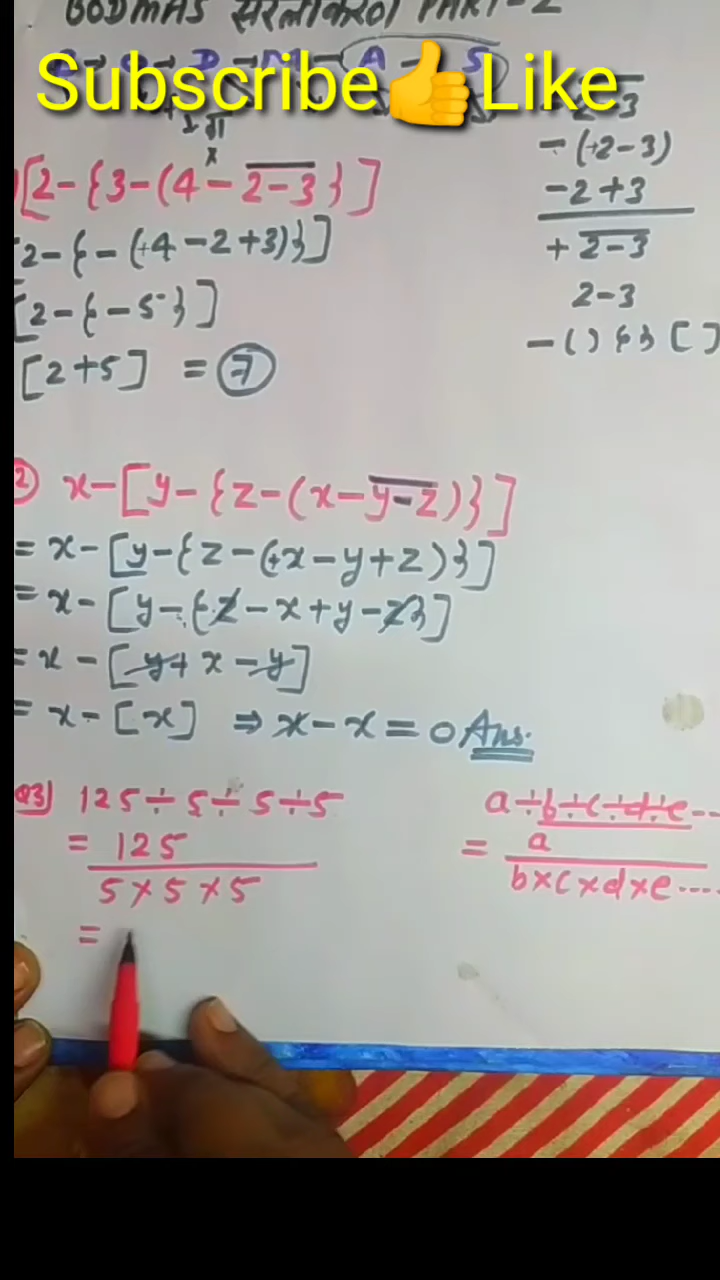 BODMAS सरलीकरण PART-2
Subscribe👍Like
[2-{3-(4-2-3}]
2-{-(+4-2+3)}]
[2-{-5}]
[2+5] = 7
2-3
-(+2-3)
-2+3
+2-3
2-3
-( ) { } [ ]
2) x-[y-{z-(x-y-z)}]
= x-[y-{z-(+x-y+z)}]
= x-[y-{z-x+y-z}]
= x-[-y+x-y]
= x-[x] ⇒ x-x=0 Ans.
Q3) 125÷5÷5÷5
= 125
5×5×5
=
a÷b÷c÷d÷e--
= a
b×c×d×e....